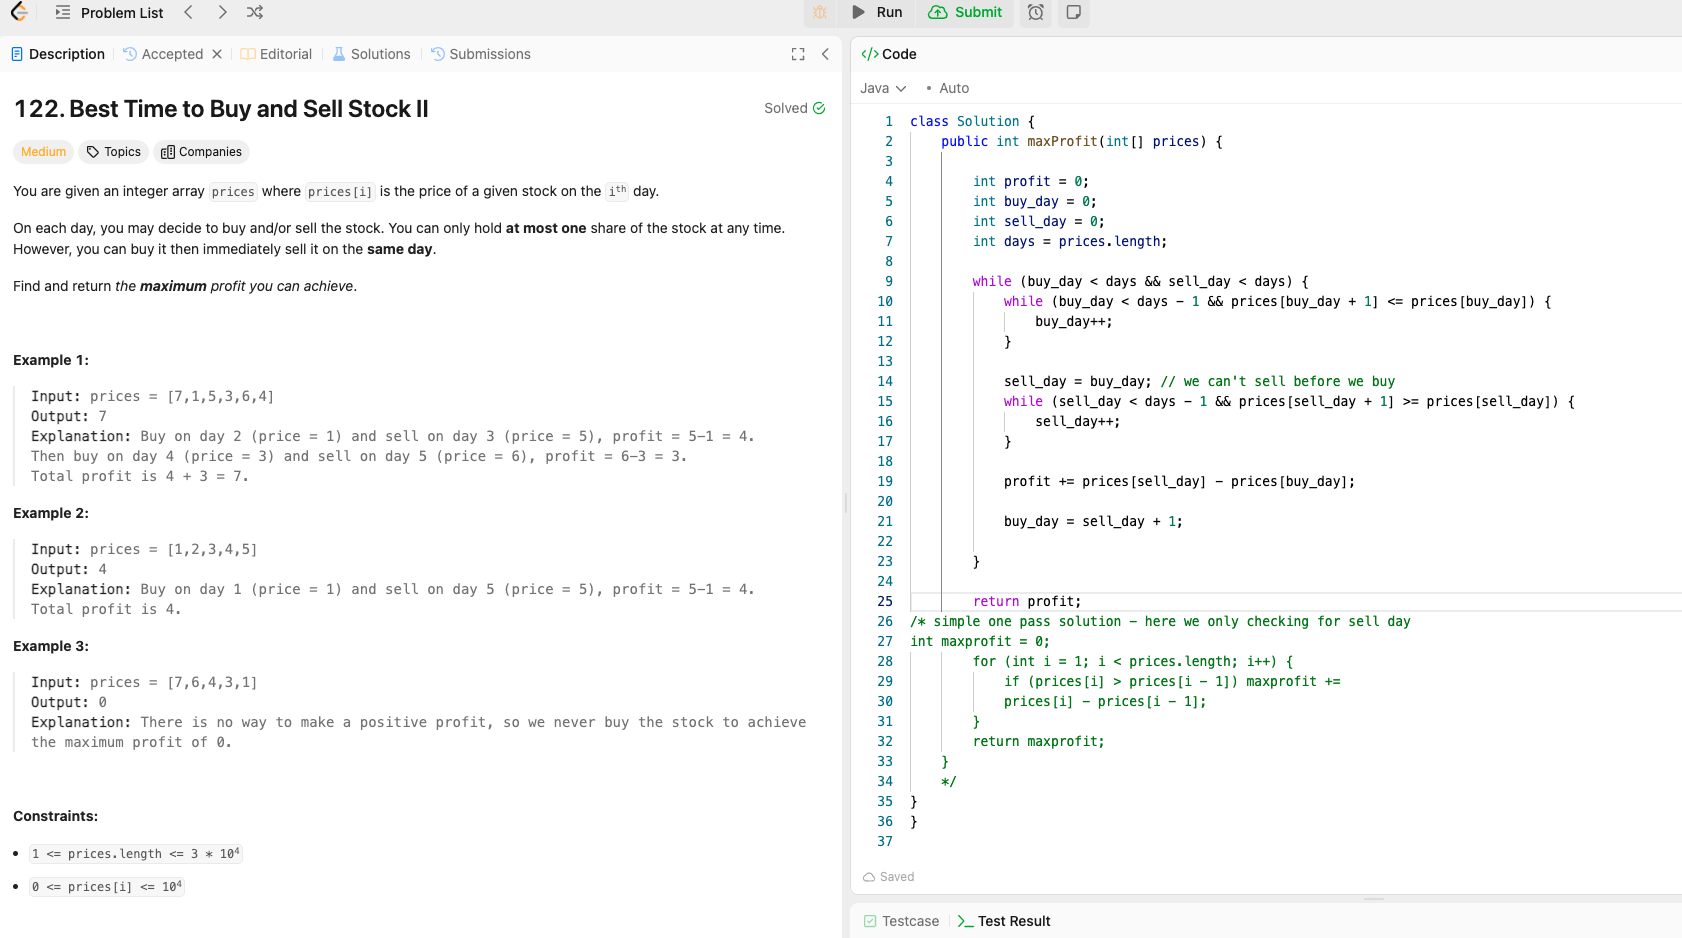 Problem List
Run
Submit
Description
Accepted
Editorial
Solutions
Submissions
122. Best Time to Buy and Sell Stock II
Solved
Medium
Topics
Companies
You are given an integer array prices where prices[i] is the price of a given stock on the ith day.
On each day, you may decide to buy and/or sell the stock. You can only hold at most one share of the stock at any time.
However, you can buy it then immediately sell it on the same day.
Find and return the maximum profit you can achieve.
Example 1:
Input: prices = [7,1,5,3,6,4]
Output: 7
Explanation: Buy on day 2 (price = 1) and sell on day 3 (price = 5), profit = 5-1 = 4.
Then buy on day 4 (price = 3) and sell on day 5 (price = 6), profit = 6-3 = 3.
Total profit is 4 + 3 = 7.
Example 2:
Input: prices = [1,2,3,4,5]
Output: 4
Explanation: Buy on day 1 (price = 1) and sell on day 5 (price = 5), profit = 5-1 = 4.
Total profit is 4.
Example 3:
Input: prices = [7,6,4,3,1]
Output: 0
Explanation: There is no way to make a positive profit, so we never buy the stock to achieve
the maximum profit of 0.
Constraints:
• 1 <= prices.length <= 3 * 10⁴
• 0 <= prices[i] <= 10⁴
</> Code
Java
• Auto
1 class Solution {
2     public int maxProfit(int[] prices) {
3
4         int profit = 0;
5         int buy_day = 0;
6         int sell_day = 0;
7         int days = prices.length;
8
9         while (buy_day < days && sell_day < days) {
10             while (buy_day < days - 1 && prices[buy_day + 1] <= prices[buy_day]) {
11                 buy_day++;
12             }
13
14             sell_day = buy_day; // we can't sell before we buy
15             while (sell_day < days - 1 && prices[sell_day + 1] >= prices[sell_day]) {
16                 sell_day++;
17             }
18
19             profit += prices[sell_day] - prices[buy_day];
20
21             buy_day = sell_day + 1;
22
23         }
24
25         return profit;
26 /* simple one pass solution - here we only checking for sell day
27 int maxprofit = 0;
28         for (int i = 1; i < prices.length; i++) {
29             if (prices[i] > prices[i - 1]) maxprofit +=
30             prices[i] - prices[i - 1];
31         }
32         return maxprofit;
33     }
34     */
35 }
36 }
37
Saved
Testcase
>_ Test Result